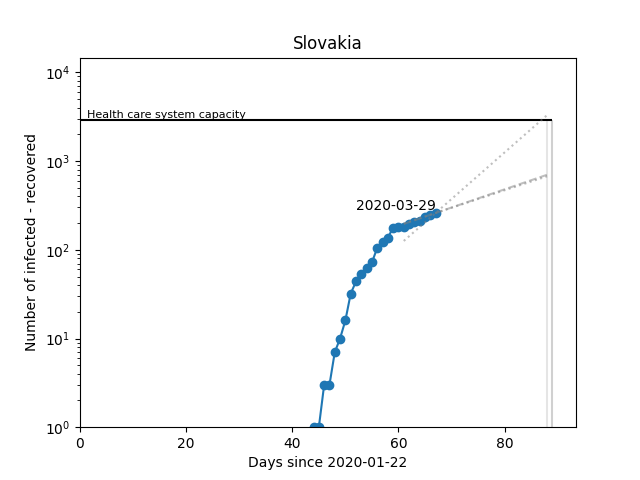 Slovakia
Number of infected - recovered
10^4
10^3
10^2
10^1
10^0
Health care system capacity
2020-03-29
0 20 40 60 80
Days since 2020-01-22